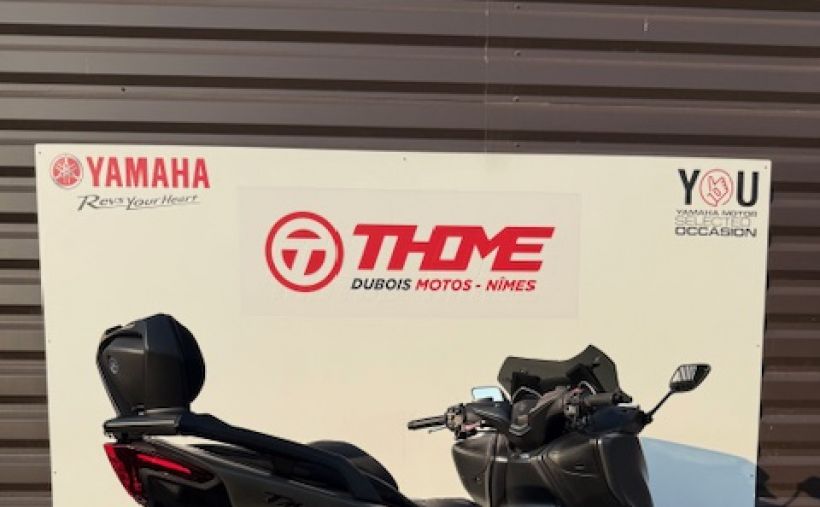 YAMAHA
Revs Your Heart
YOU
YAMAHA MOTOR
SELECTED
OCCASION
THOME
DUBOIS MOTOS - NÎMES